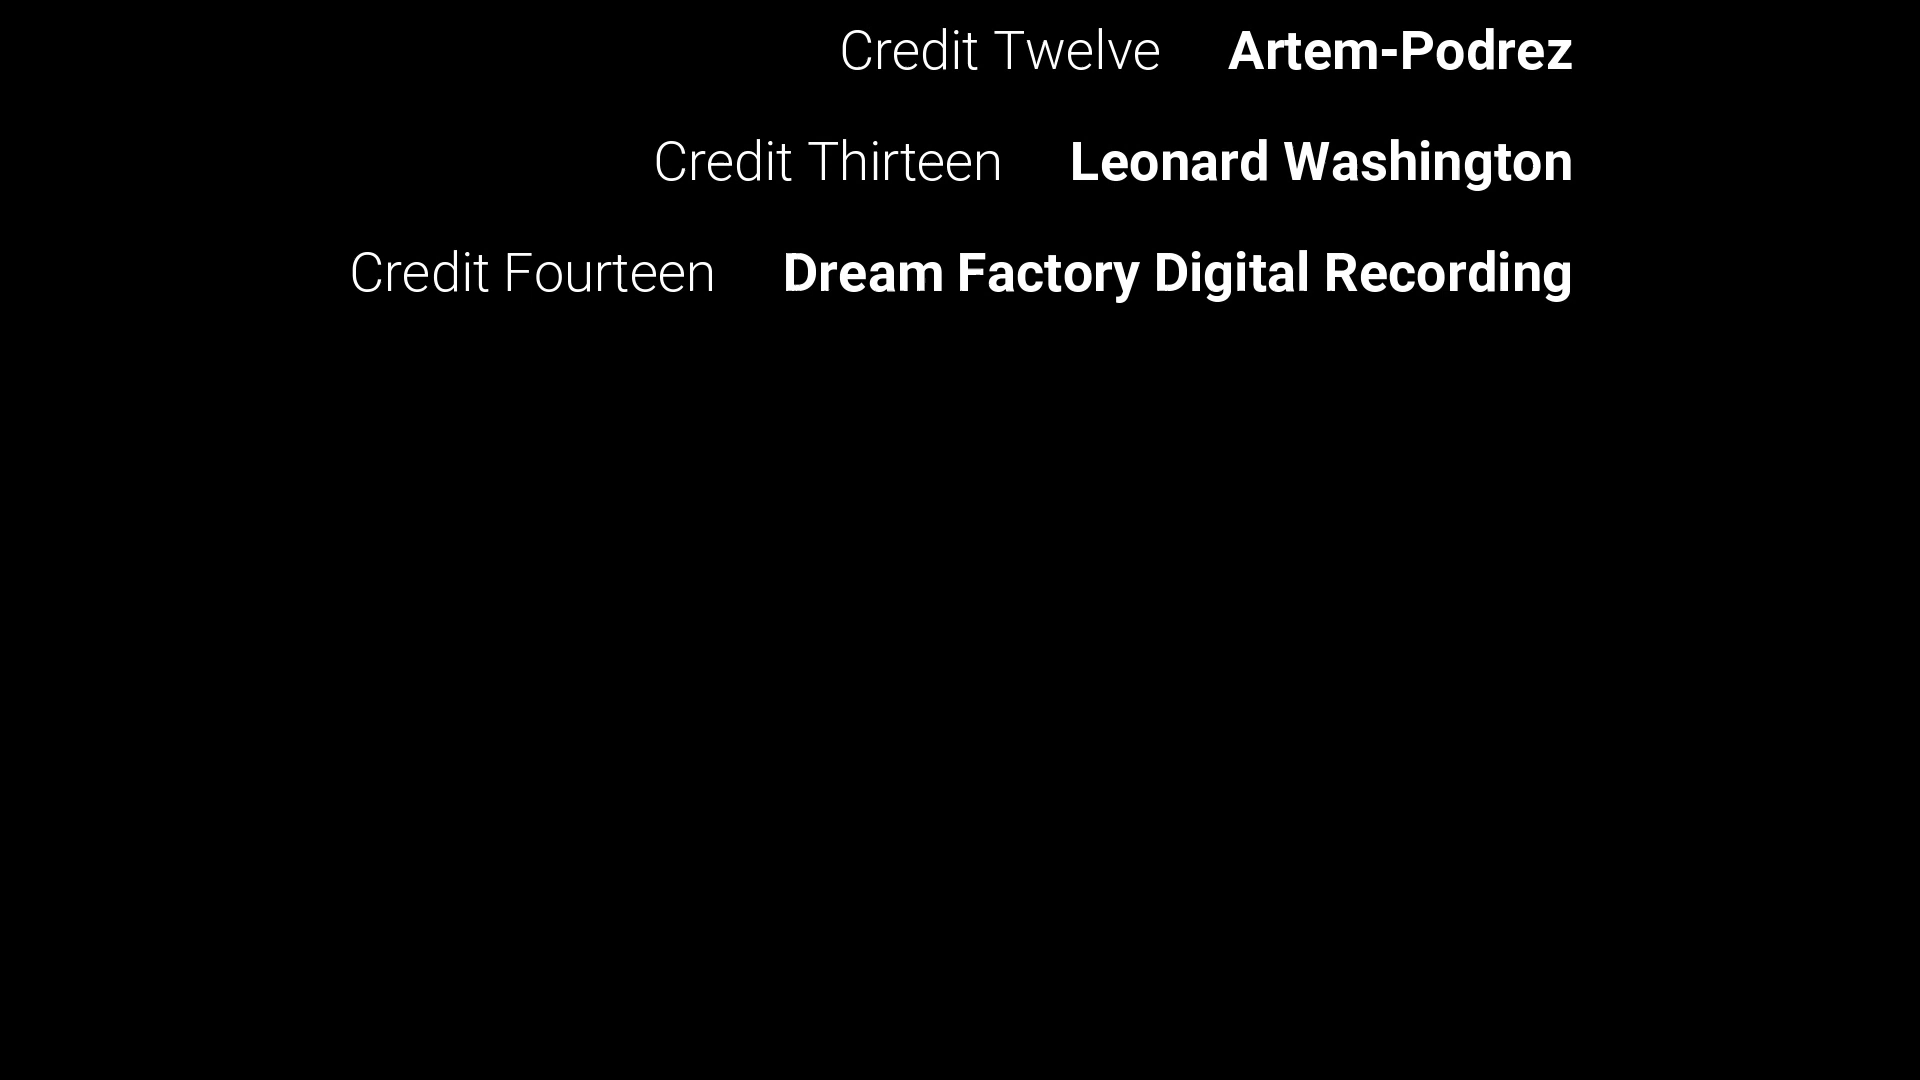 Credit Twelve Artem-Podrez
Credit Thirteen Leonard Washington
Credit Fourteen Dream Factory Digital Recording